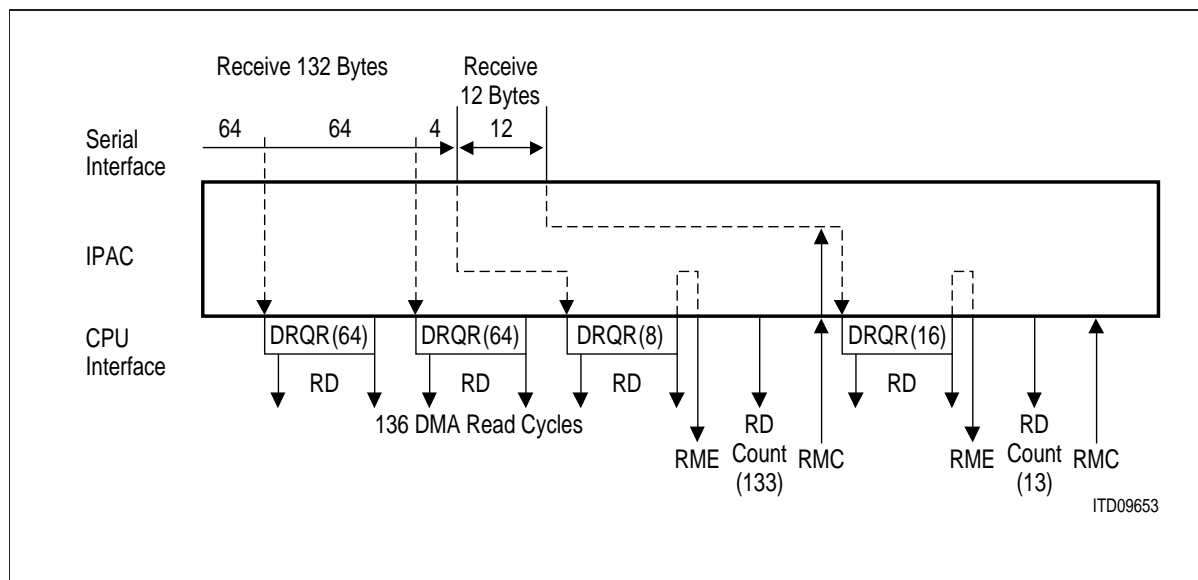 Receive 132 Bytes
Receive
12 Bytes
64
64
4
12
Serial
Interface
IPAC
CPU
Interface
DRQR(64)
DRQR(64)
DRQR(8)
DRQR(16)
RD
RD
RD
RD
136 DMA Read Cycles
RME
RD
Count
(133)
RMC
RME
RD
Count
(13)
RMC
ITD09653